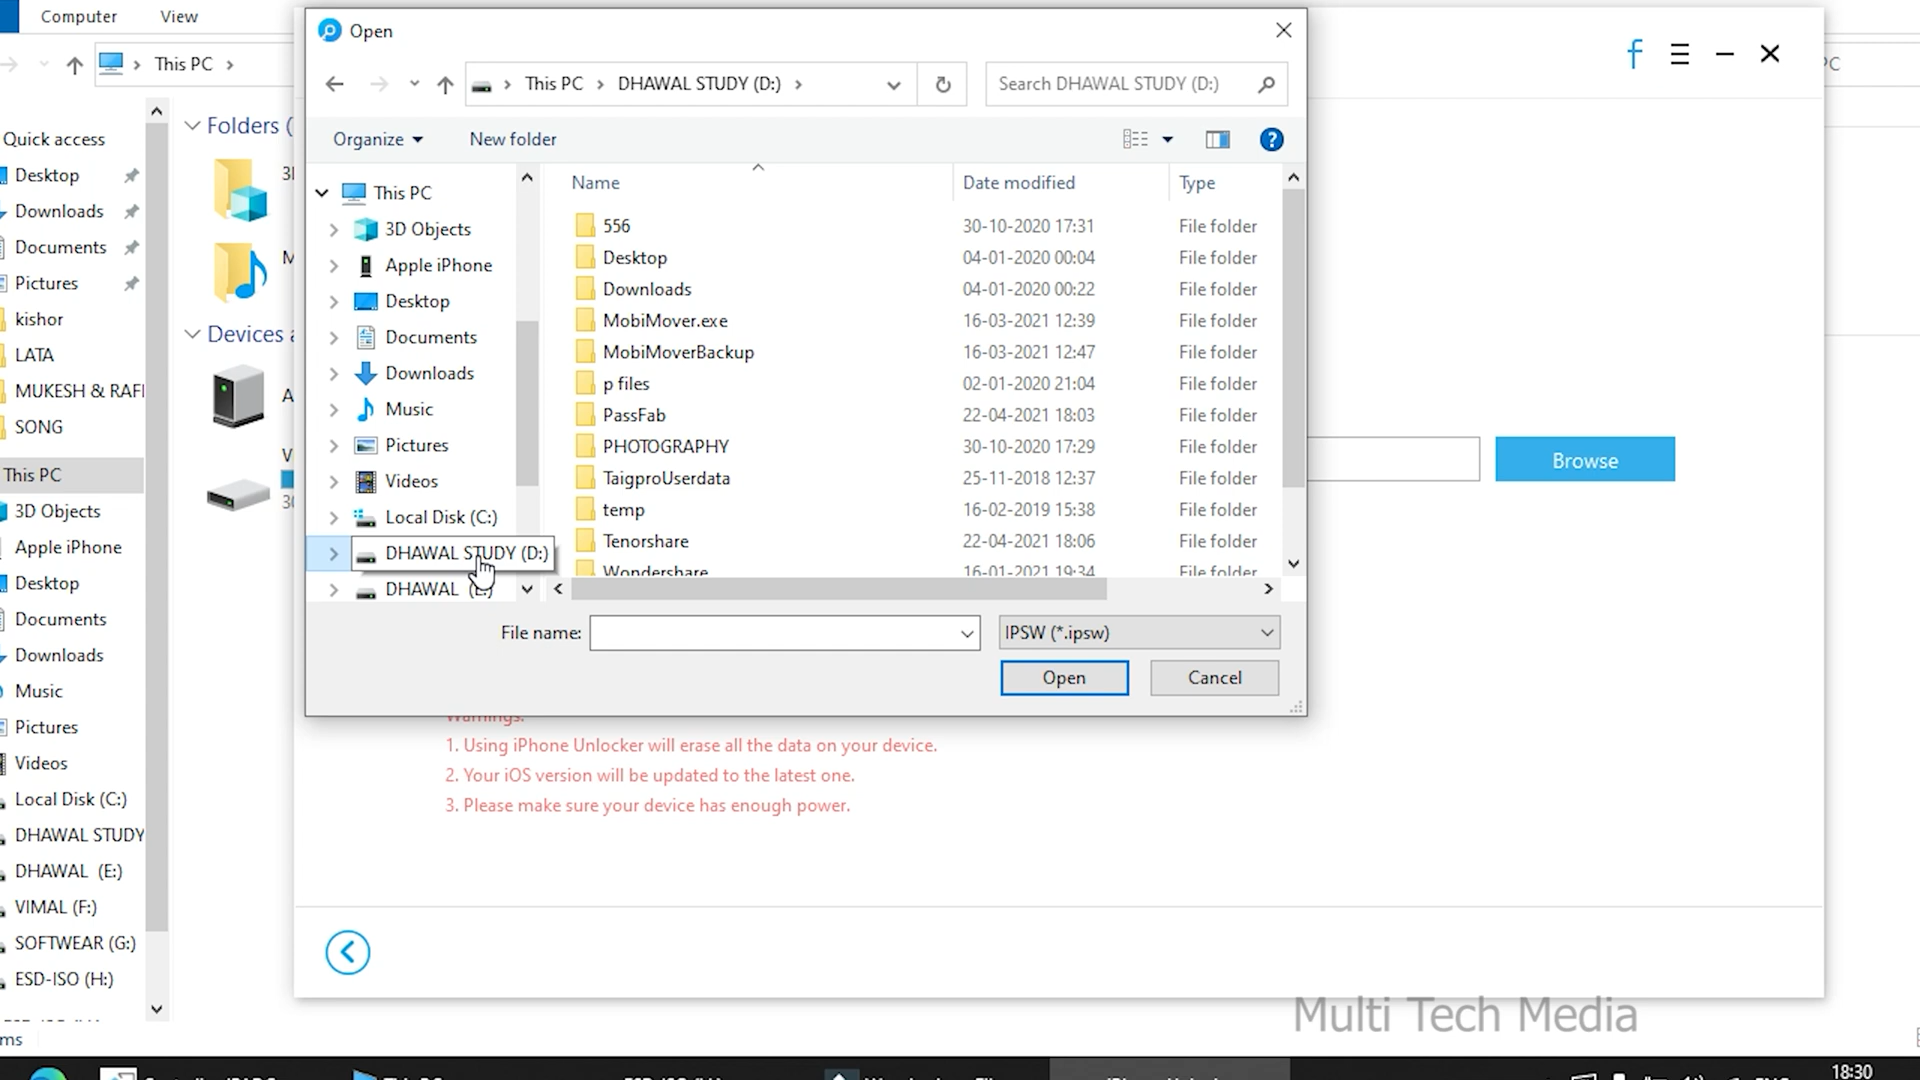 Computer View
This PC
Quick access
Desktop
Downloads
Documents
Pictures
kishor
LATA
MUKESH & RAFI
SONG
This PC
3D Objects
Apple iPhone
Desktop
Documents
Downloads
Music
Pictures
Videos
Local Disk (C:)
DHAWAL STUDY
DHAWAL (E:)
VIMAL (F:)
SOFTWEAR (G:)
ESD-ISO (H:)
Folders (
Devices a
Open
This PC DHAWAL STUDY (D:)
Search DHAWAL STUDY (D:)
Organize New folder
This PC
3D Objects
Apple iPhone
Desktop
Documents
Downloads
Music
Pictures
Videos
Local Disk (C:)
DHAWAL STUDY (D:)
DHAWAL (E:)
Name Date modified Type
556 30-10-2020 17:31 File folder
Desktop 04-01-2020 00:04 File folder
Downloads 04-01-2020 00:22 File folder
MobiMover.exe 16-03-2021 12:39 File folder
MobiMoverBackup 16-03-2021 12:47 File folder
p files 02-01-2020 21:04 File folder
PassFab 22-04-2021 18:03 File folder
PHOTOGRAPHY 30-10-2020 17:29 File folder
TaigproUserdata 25-11-2018 12:37 File folder
temp 16-02-2019 15:38 File folder
Tenorshare 22-04-2021 18:06 File folder
Wondershare 16-01-2021 19:34 File folder
File name: IPSW (*.ipsw)
Open Cancel
Browse
Warnings:
1. Using iPhone Unlocker will erase all the data on your device.
2. Your iOS version will be updated to the latest one.
3. Please make sure your device has enough power.
Multi Tech Media
18:30